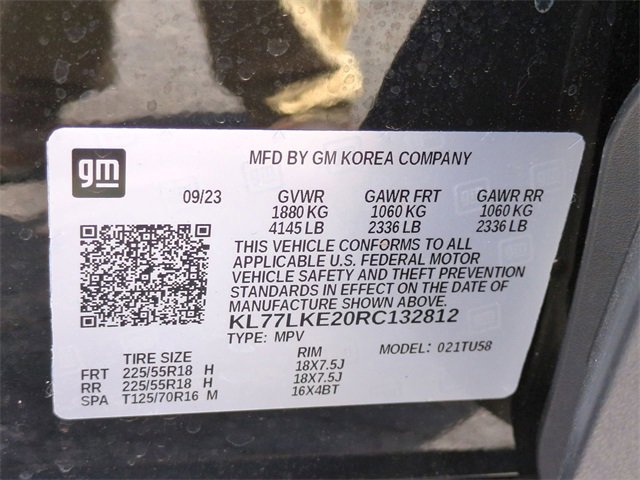 gm
MFD BY GM KOREA COMPANY
09/23 GVWR GAWR FRT GAWR RR
1880 KG 1060 KG 1060 KG
4145 LB 2336 LB 2336 LB
THIS VEHICLE CONFORMS TO ALL
APPLICABLE U.S. FEDERAL MOTOR
VEHICLE SAFETY AND THEFT PREVENTION
STANDARDS IN EFFECT ON THE DATE OF
MANUFACTURE SHOWN ABOVE.
KL77LKE20RC132812
TYPE: MPV MODEL: 021TU58
TIRE SIZE RIM
FRT 225/55R18 H 18X7.5J
RR 225/55R18 H 18X7.5J
SPA T125/70R16 M 16X4BT